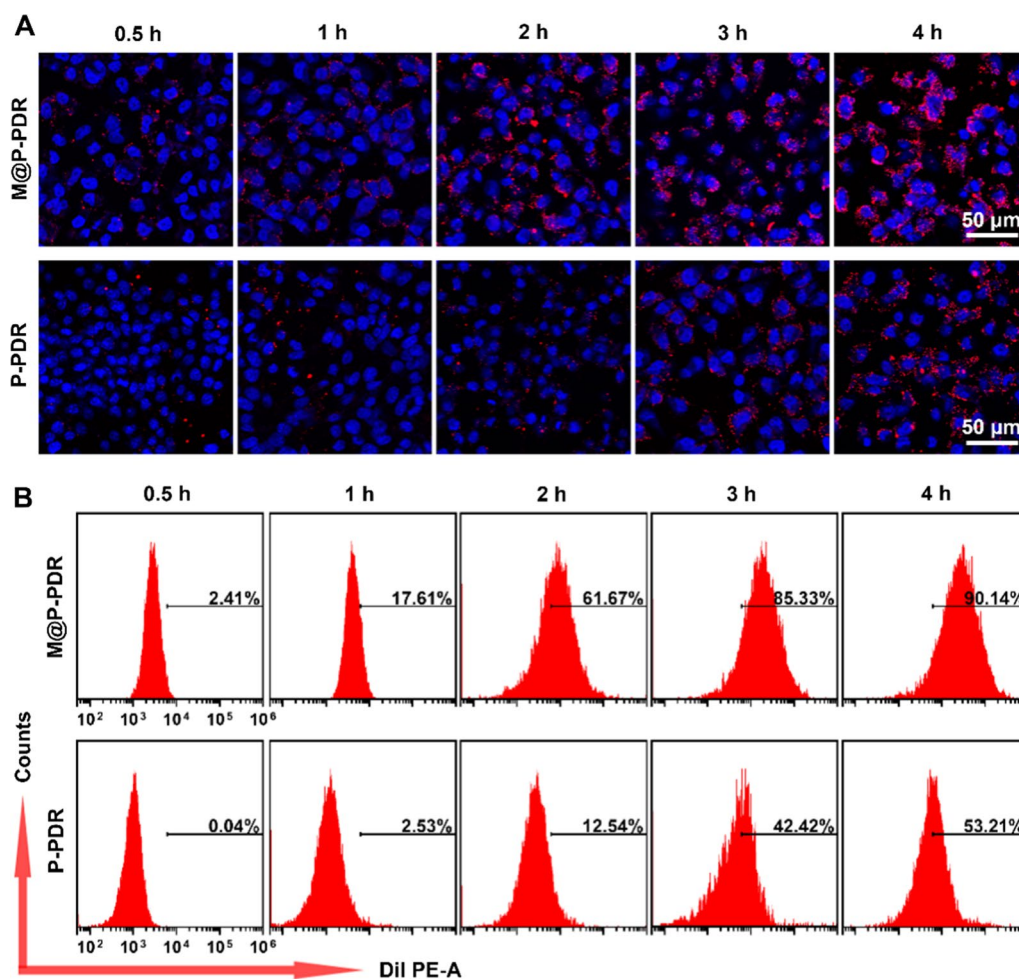 A
0.5 h 1 h 2 h 3 h 4 h
M@P-PDR
50 µm
P-PDR
50 µm
B
0.5 h 1 h 2 h 3 h 4 h
M@P-PDR
2.41% 17.61% 61.67% 85.33% 90.14%
10² 10³ 10⁴ 10⁵ 10⁶
P-PDR
0.04% 2.53% 12.54% 42.42% 53.21%
10² 10³ 10⁴ 10⁵ 10⁶
Counts
Dil PE-A